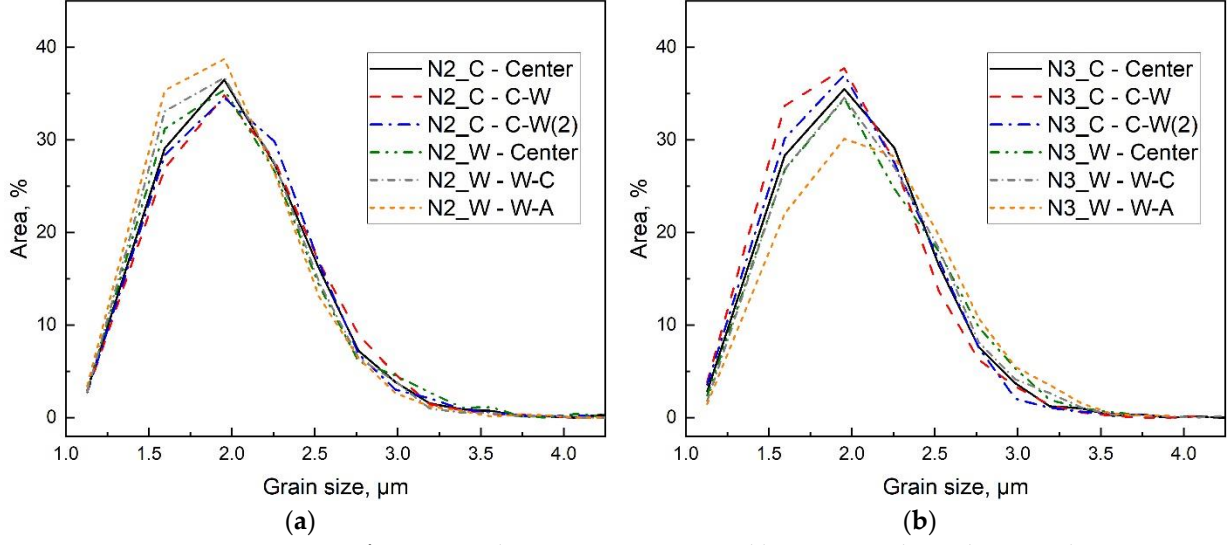 40
30
20
10
0
Area, %
N2_C - Center
N2_C - C-W
N2_C - C-W(2)
N2_W - Center
N2_W - W-C
N2_W - W-A
1.0 1.5 2.0 2.5 3.0 3.5 4.0
Grain size, µm
(a)
40
30
20
10
0
Area, %
N3_C - Center
N3_C - C-W
N3_C - C-W(2)
N3_W - Center
N3_W - W-C
N3_W - W-A
1.0 1.5 2.0 2.5 3.0 3.5 4.0
Grain size, µm
(b)